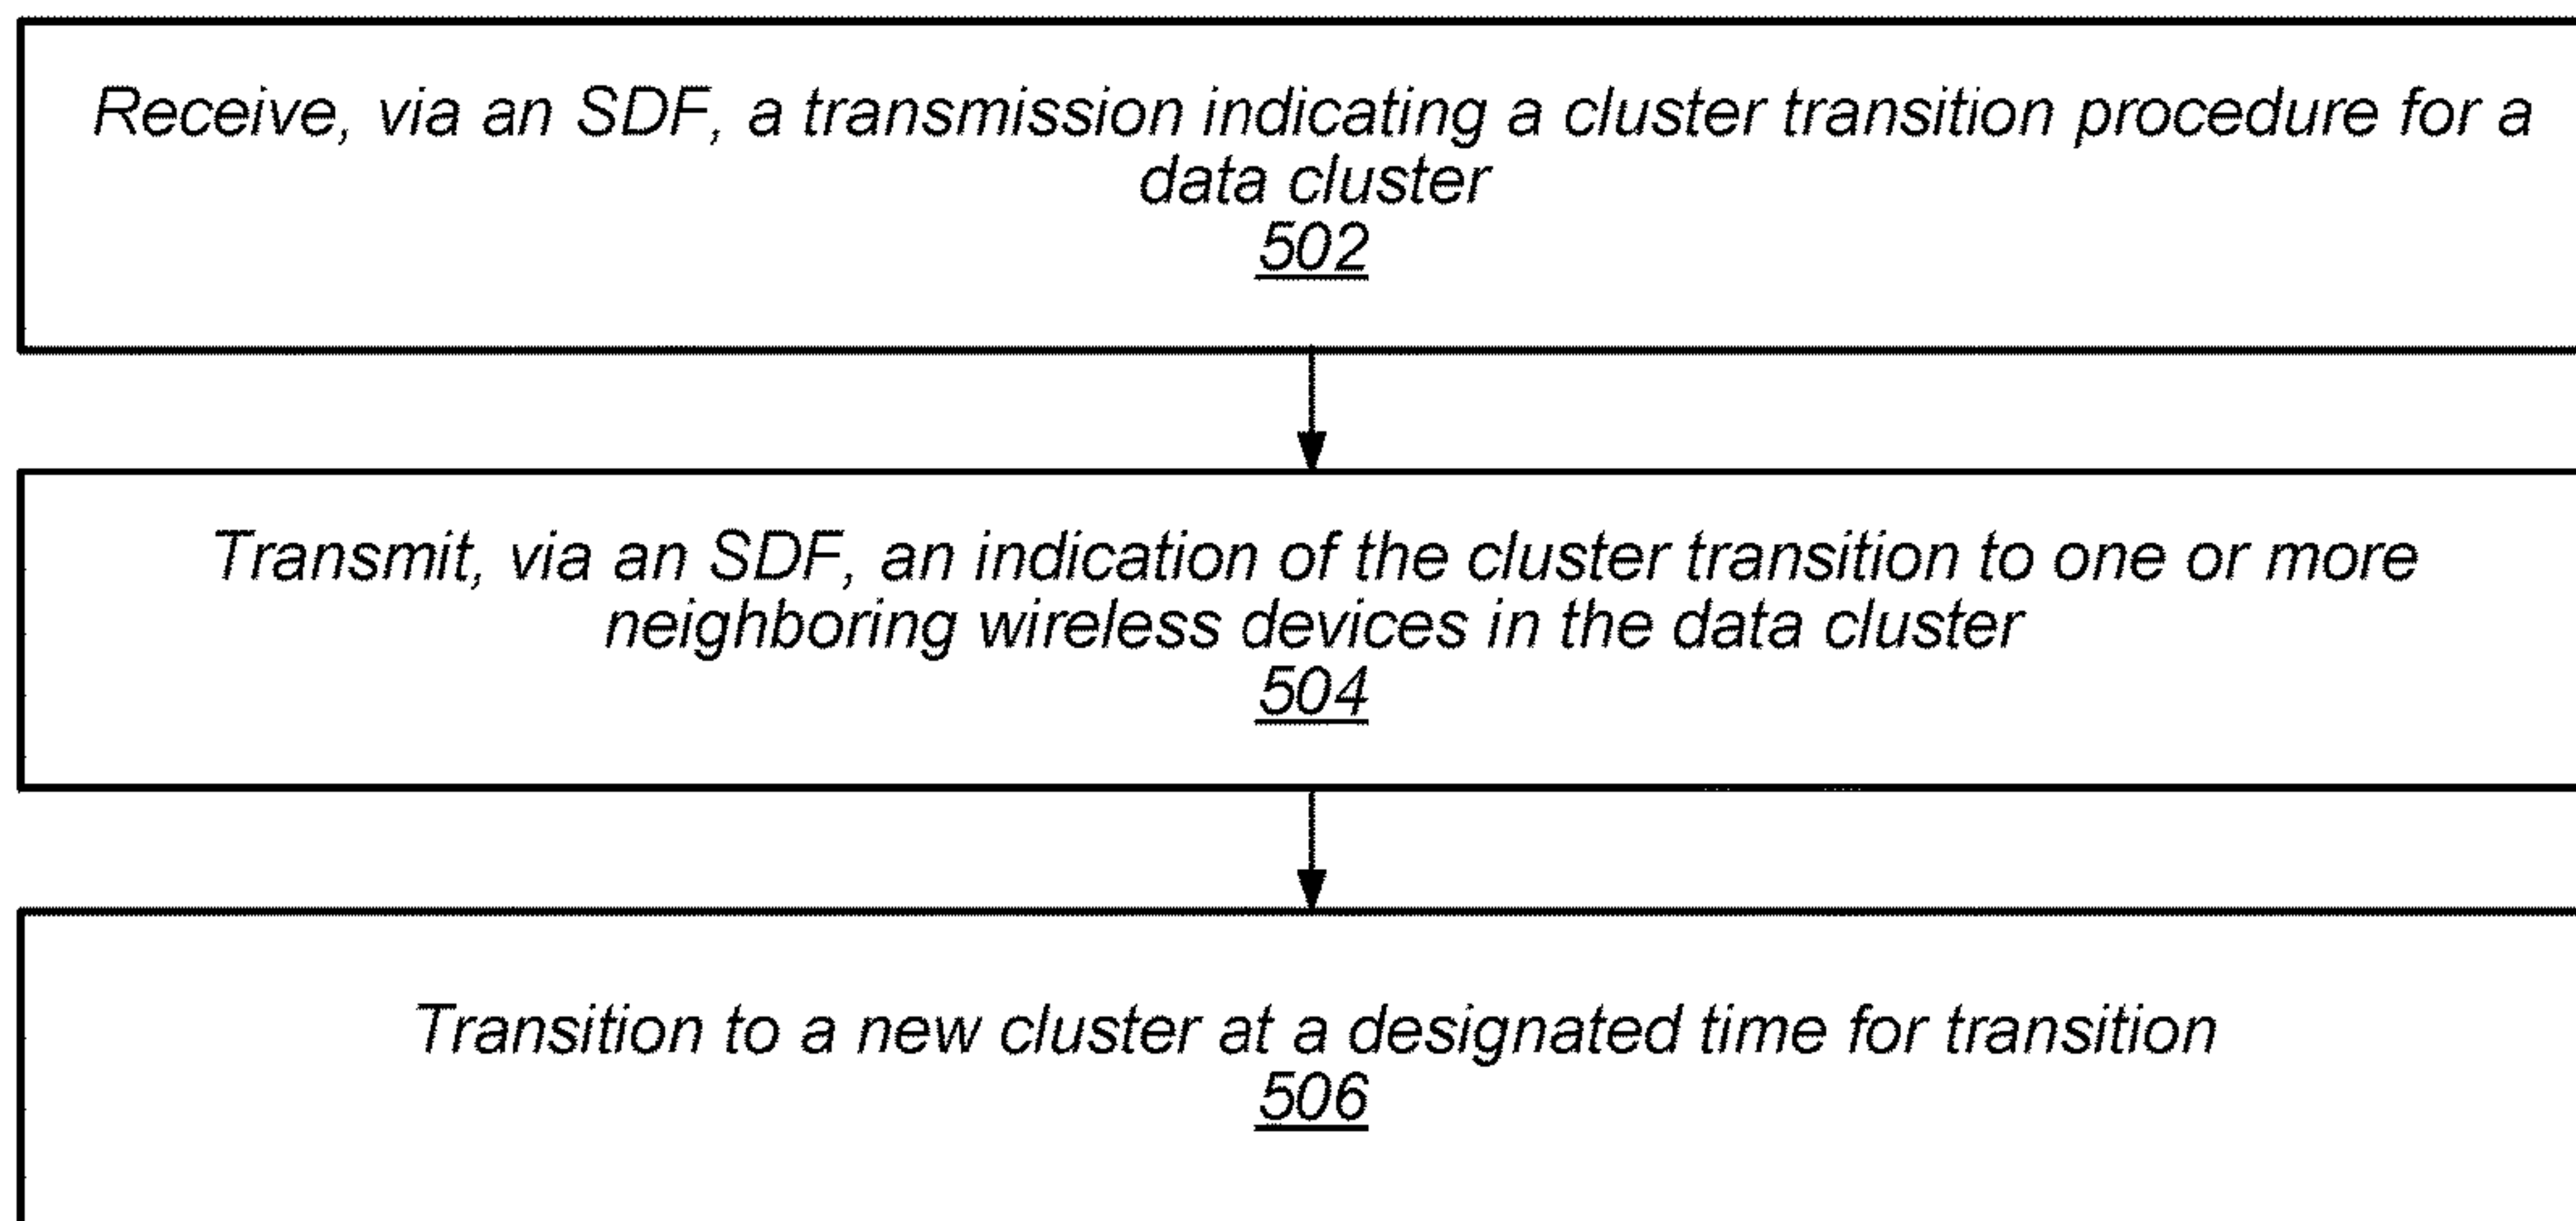 Receive, via an SDF, a transmission indicating a cluster transition procedure for a
data cluster
502
Transmit, via an SDF, an indication of the cluster transition to one or more
neighboring wireless devices in the data cluster
504
Transition to a new cluster at a designated time for transition
506